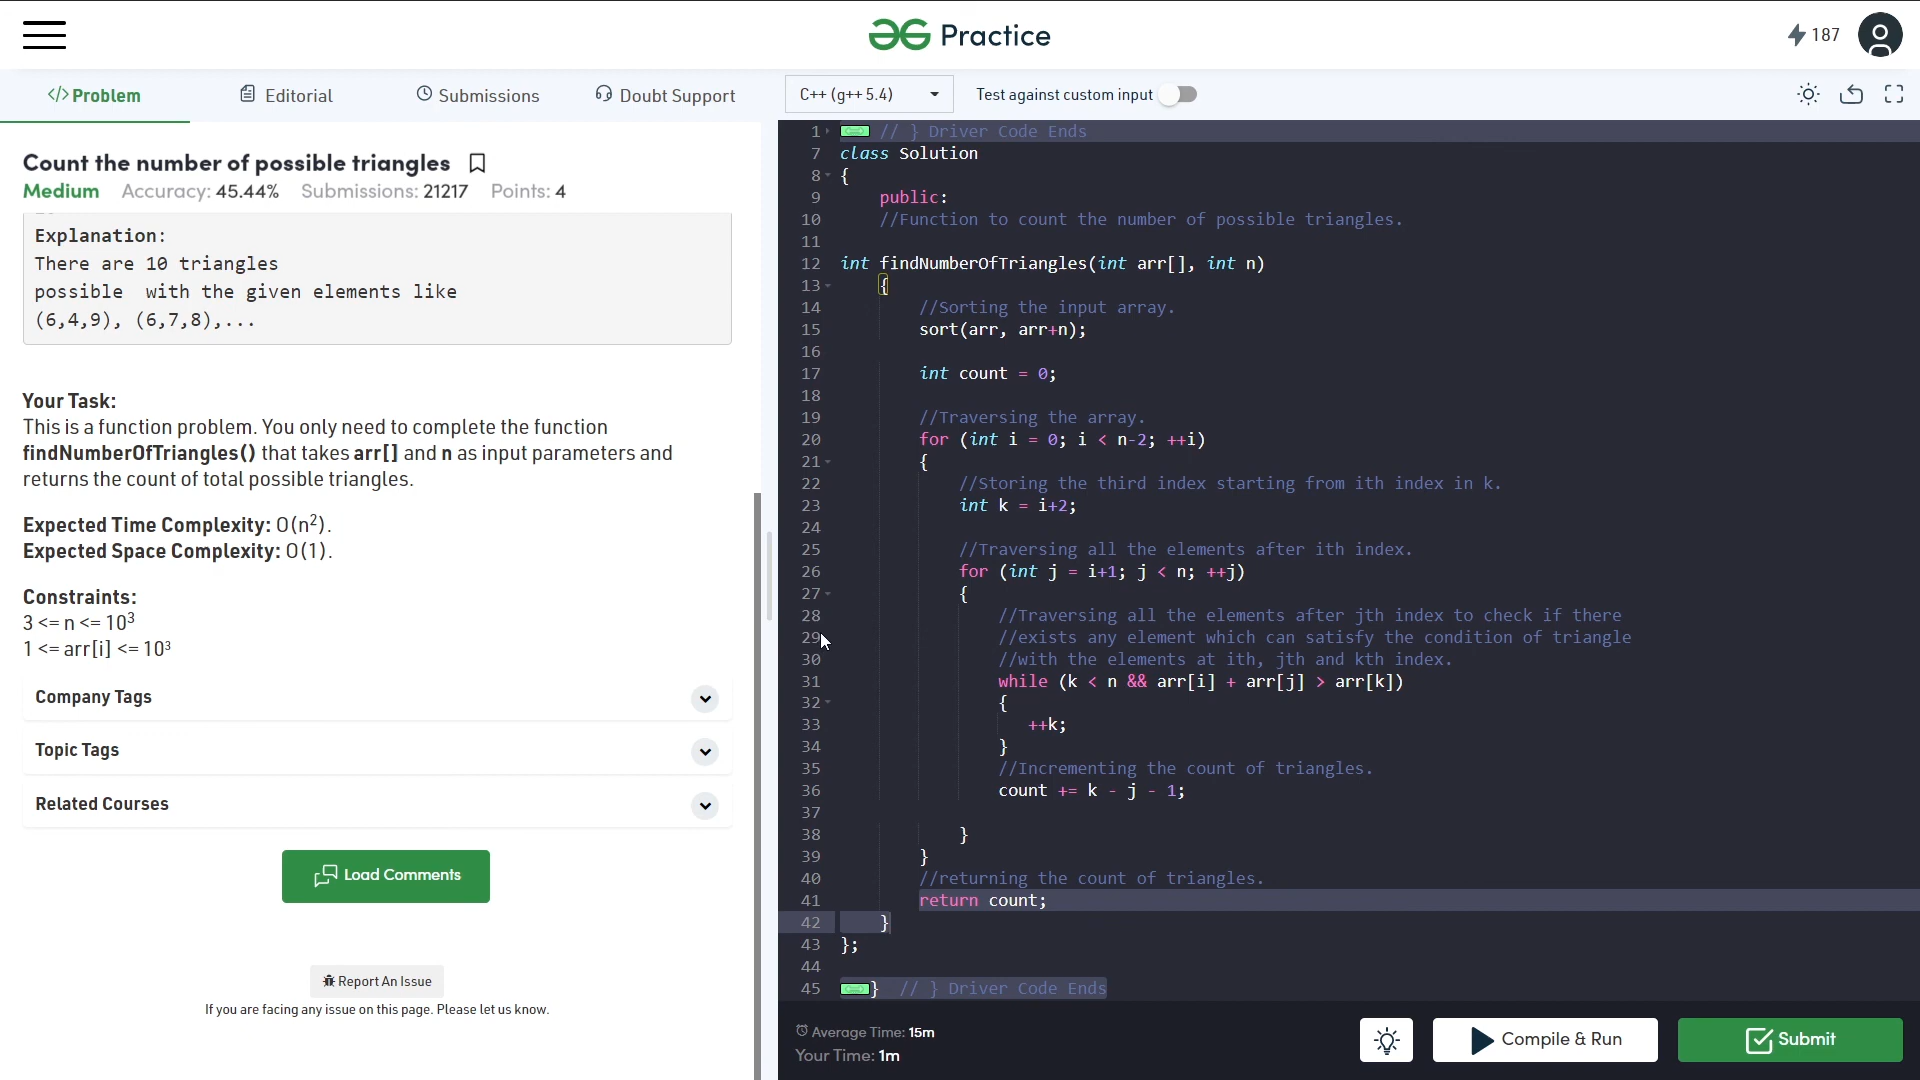 Practice
187
</>Problem
Editorial
Submissions
Doubt Support
C++ (g++ 5.4)
Test against custom input
Count the number of possible triangles
Medium Accuracy: 45.44% Submissions: 21217 Points: 4
Explanation:
There are 10 triangles
possible  with the given elements like
(6,4,9), (6,7,8),...
Your Task:
This is a function problem. You only need to complete the function
findNumberOfTriangles() that takes arr[] and n as input parameters and
returns the count of total possible triangles.
Expected Time Complexity: O(n²).
Expected Space Complexity: O(1).
Constraints:
3 <= n <= 10³
1 <= arr[i] <= 10³
Company Tags
Topic Tags
Related Courses
Load Comments
Report An Issue
If you are facing any issue on this page. Please let us know.
1 // } Driver Code Ends
7 class Solution
8 {
9 public:
10 //Function to count the number of possible triangles.
11
12 int findNumberOfTriangles(int arr[], int n)
13 {
14 //Sorting the input array.
15 sort(arr, arr+n);
16
17 int count = 0;
18
19 //Traversing the array.
20 for (int i = 0; i < n-2; ++i)
21 {
22 //Storing the third index starting from ith index in k.
23 int k = i+2;
24
25 //Traversing all the elements after ith index.
26 for (int j = i+1; j < n; ++j)
27 {
28 //Traversing all the elements after jth index to check if there
29 //exists any element which can satisfy the condition of triangle
30 //with the elements at ith, jth and kth index.
31 while (k < n && arr[i] + arr[j] > arr[k])
32 {
33 ++k;
34 }
35 //Incrementing the count of triangles.
36 count += k - j - 1;
37
38 }
39 }
40 //returning the count of triangles.
41 return count;
42 }
43 };
44
45 } // } Driver Code Ends
Average Time: 15m
Your Time: 1m
Compile & Run
Submit